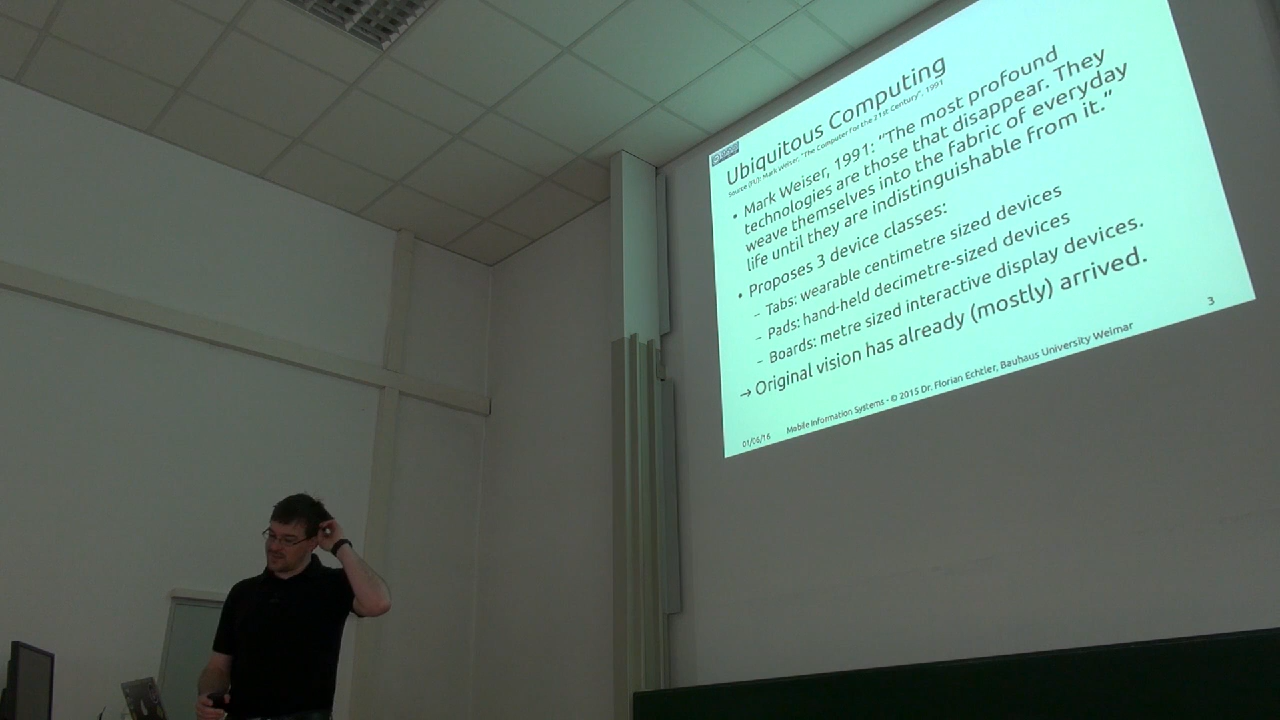 Ubiquitous Computing
Source (FU): Mark Weiser, "The Computer for the 21st Century", 1991
• Mark Weiser, 1991: “The most profound
technologies are those that disappear. They
weave themselves into the fabric of everyday
life until they are indistinguishable from it.”
• Proposes 3 device classes:
– Tabs: wearable centimetre sized devices
– Pads: hand-held decimetre-sized devices
– Boards: metre sized interactive display devices.
→ Original vision has already (mostly) arrived.
01/06/16 Mobile Information Systems • © 2015 Dr. Florian Echtler, Bauhaus University Weimar 3